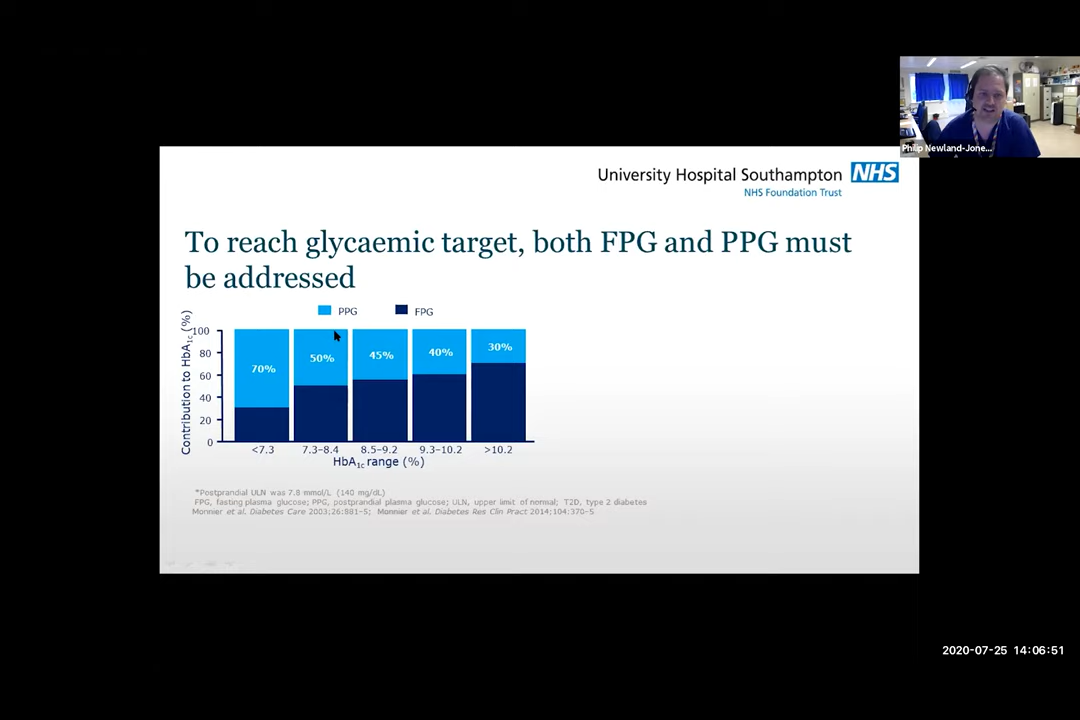 Philip Newland-Jone...
University Hospital Southampton NHS
NHS Foundation Trust
To reach glycaemic target, both FPG and PPG must
be addressed
PPG FPG
Contribution to HbA1c (%)
100
80
60
40
20
0
70% 50% 45% 40% 30%
<7.3 7.3–8.4 8.5–9.2 9.3–10.2 >10.2
HbA1c range (%)
*Postprandial ULN was 7.8 mmol/L (140 mg/dL)
FPG, fasting plasma glucose; PPG, postprandial plasma glucose; ULN, upper limit of normal; T2D, type 2 diabetes
Monnier et al. Diabetes Care 2003;26:881–5; Monnier et al. Diabetes Res Clin Pract 2014;104:370–5
2020-07-25 14:06:51